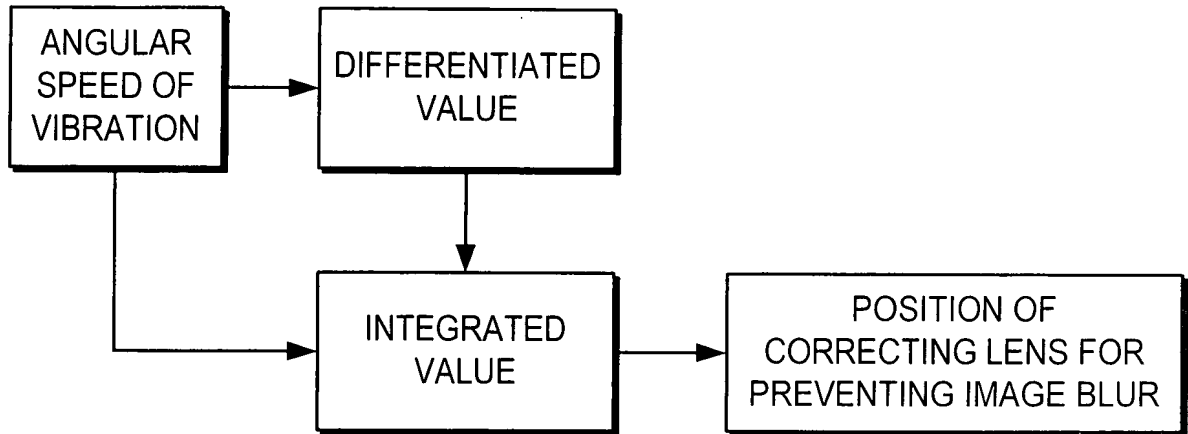 ANGULAR
SPEED OF
VIBRATION
DIFFERENTIATED
VALUE
INTEGRATED
VALUE
POSITION OF
CORRECTING LENS FOR
PREVENTING IMAGE BLUR